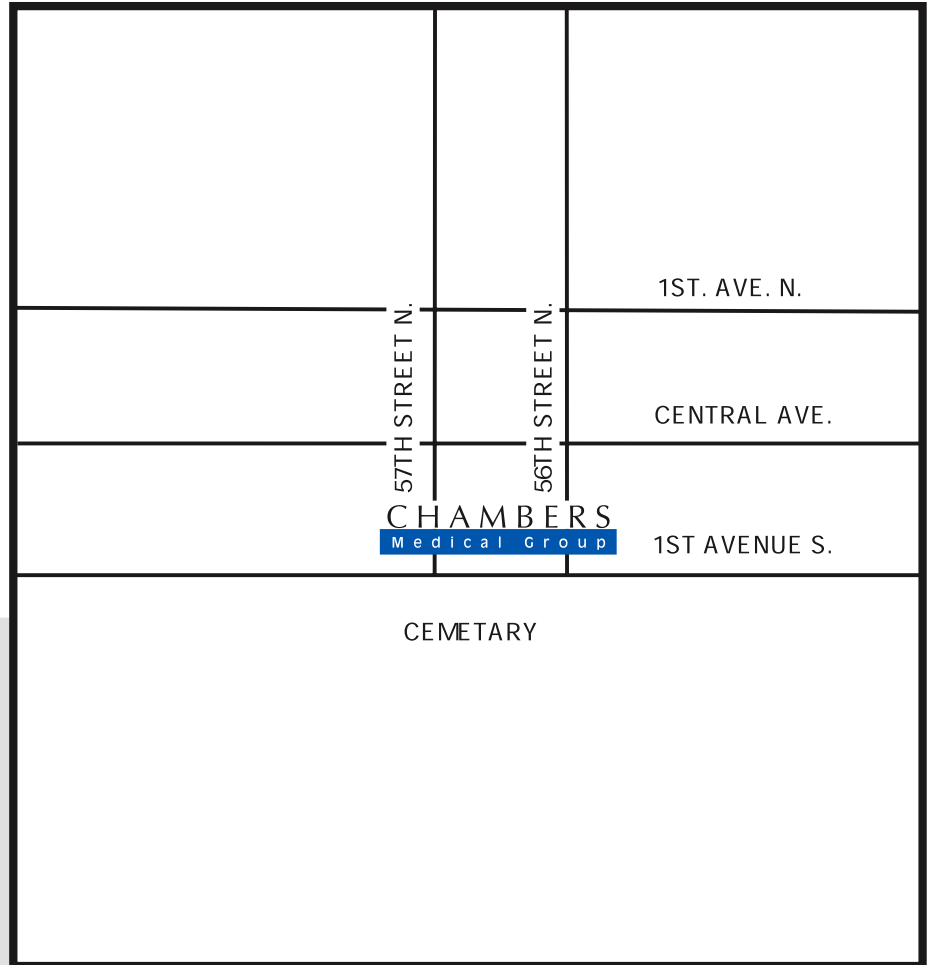 1ST. AVE. N.
57TH STREET N.
56TH STREET N.
CENTRAL AVE.
CHAMBERS
Medical Group
1ST AVENUE S.
CEMETARY